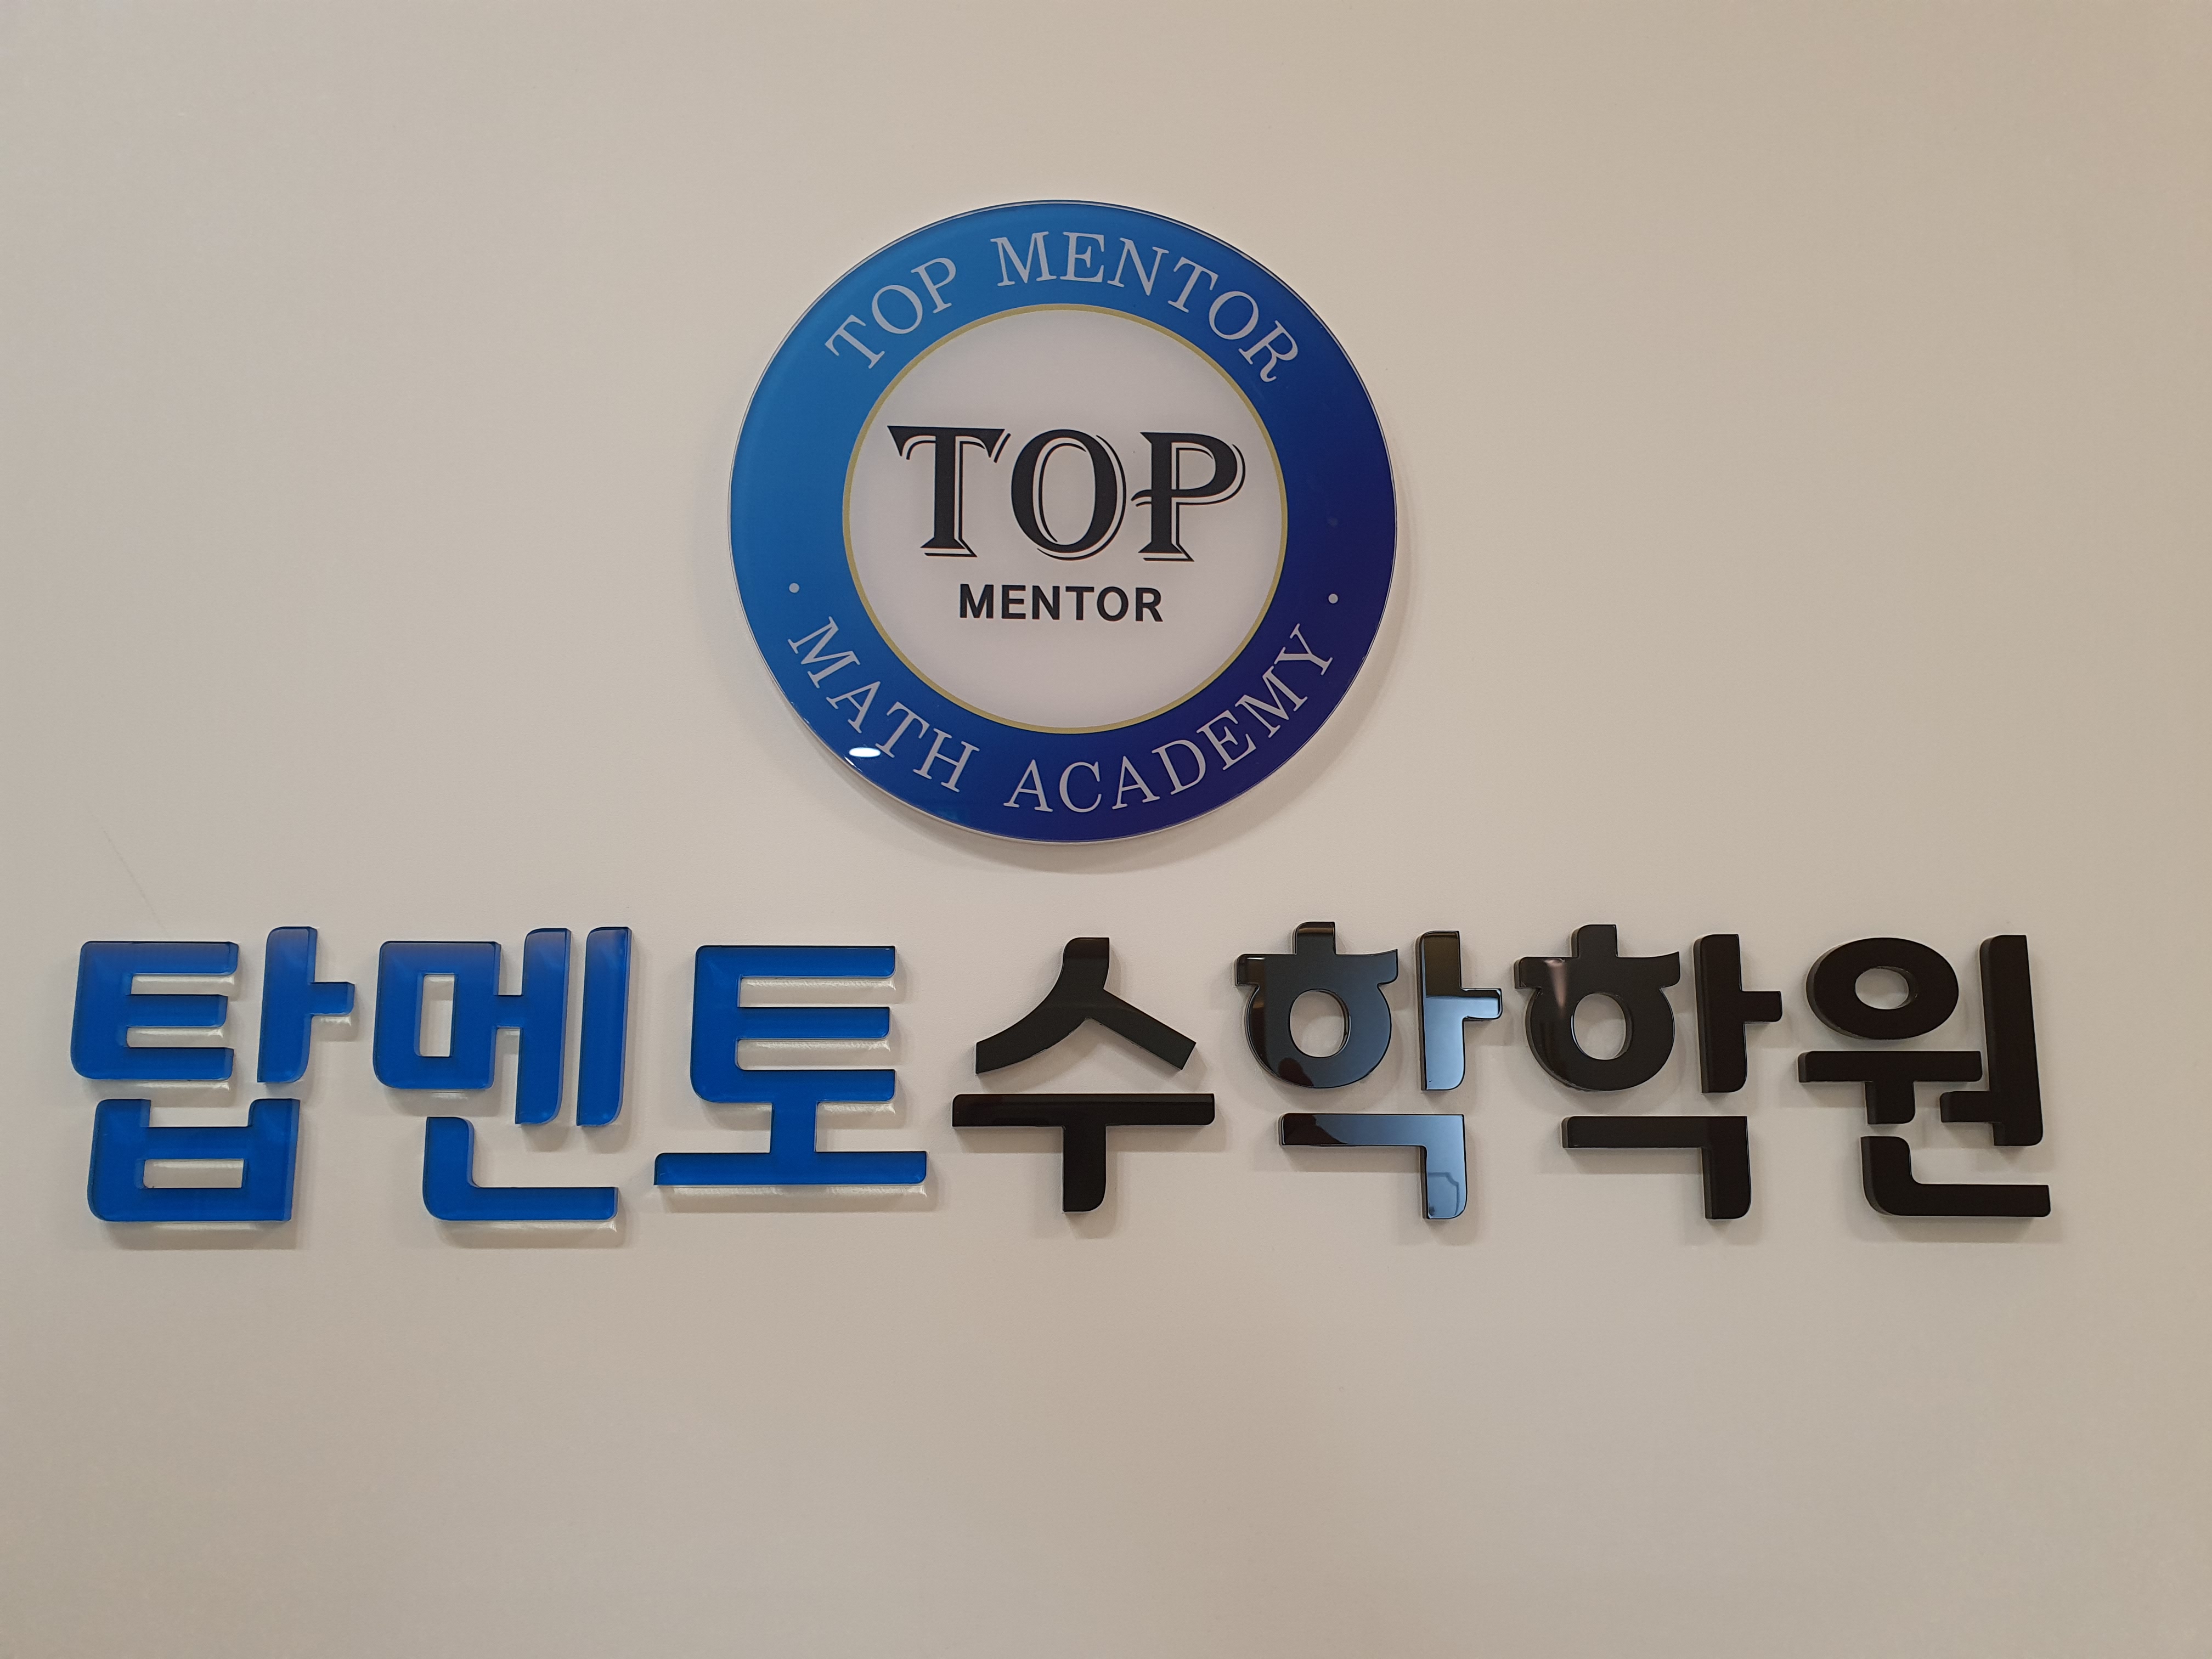 TOP MENTOR
TOP
MENTOR
· MATH ACADEMY ·
탑멘토수학학원